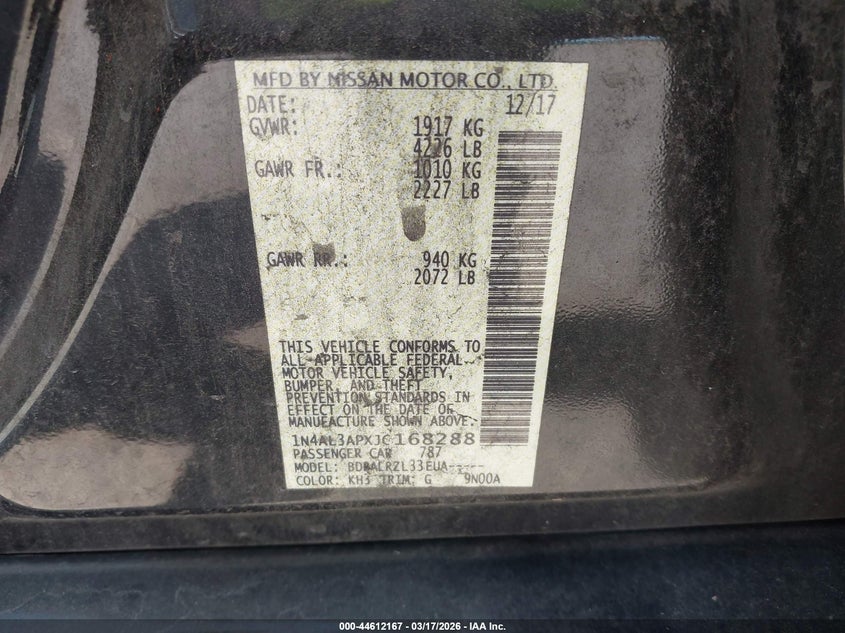 MFD BY NISSAN MOTOR CO., LTD.
DATE: 12/17
GVWR: 1917 KG
4226 LB
GAWR FR.: 1010 KG
2227 LB
GAWR RR.: 940 KG
2072 LB
THIS VEHICLE CONFORMS TO
ALL APPLICABLE FEDERAL
MOTOR VEHICLE SAFETY,
BUMPER, AND THEFT
PREVENTION STANDARDS IN
EFFECT ON THE DATE OF
MANUFACTURE SHOWN ABOVE.
1N4AL3APXJC168288
PASSENGER CAR 787
MODEL:
COLOR: KH3 TRIM: G 9N00A
000-44612167 — 03/17/2026 — IAA Inc.